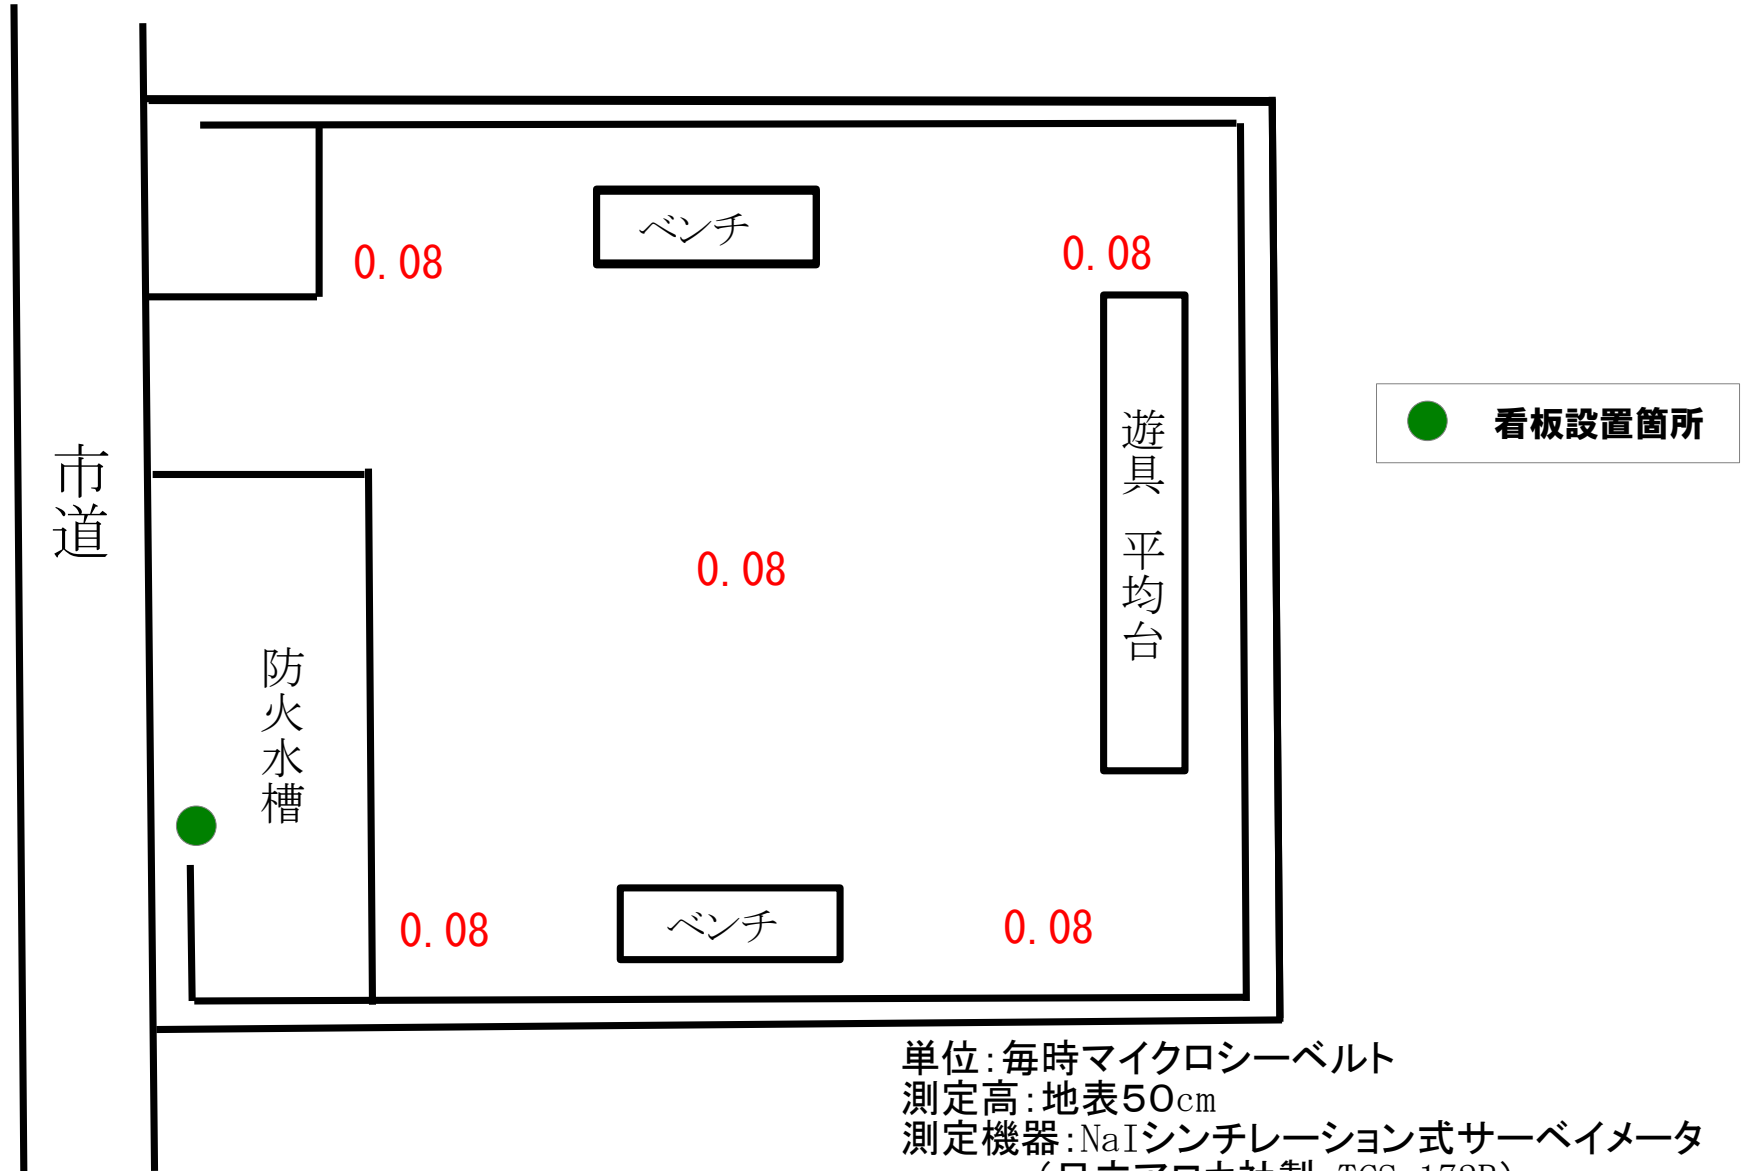 ベンチ
0.08
0.08
遊具 平均台
看板設置箇所
市道
0.08
防火水槽
0.08
ベンチ
0.08
単位:毎時マイクロシーベルト
測定高:地表50cm
測定機器:NaIシンチレーション式サーベイメータ